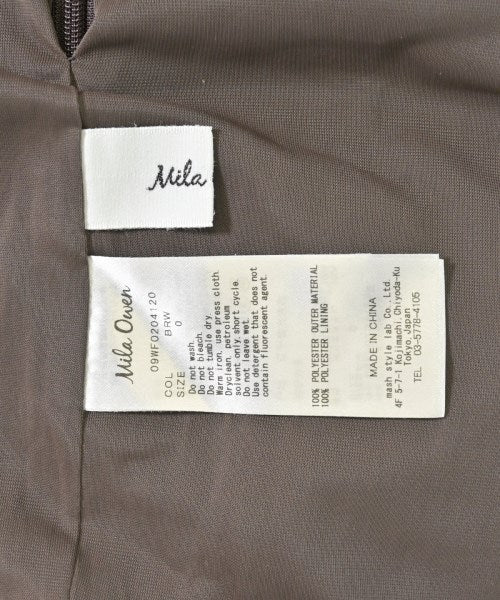 Mila
Mila Owen
09WF0204120
COL BRW
SIZE 0
Do not wash.
Do not bleach.
Do not tumble dry.
Warm iron, use press cloth.
Dryclean, petroleum
solvent only, short cycle.
Do not leave wet.
Use detergent that does not
contain fluorescent agent.
100% POLYESTER OUTER MATERIAL
100% POLYESTER LINING
MADE IN CHINA
mash style lab Co.,Ltd.
4F 5-7-1 Kojimachi, Chiyoda-Ku
Tokyo Japan
TEL. 03-5778-4105